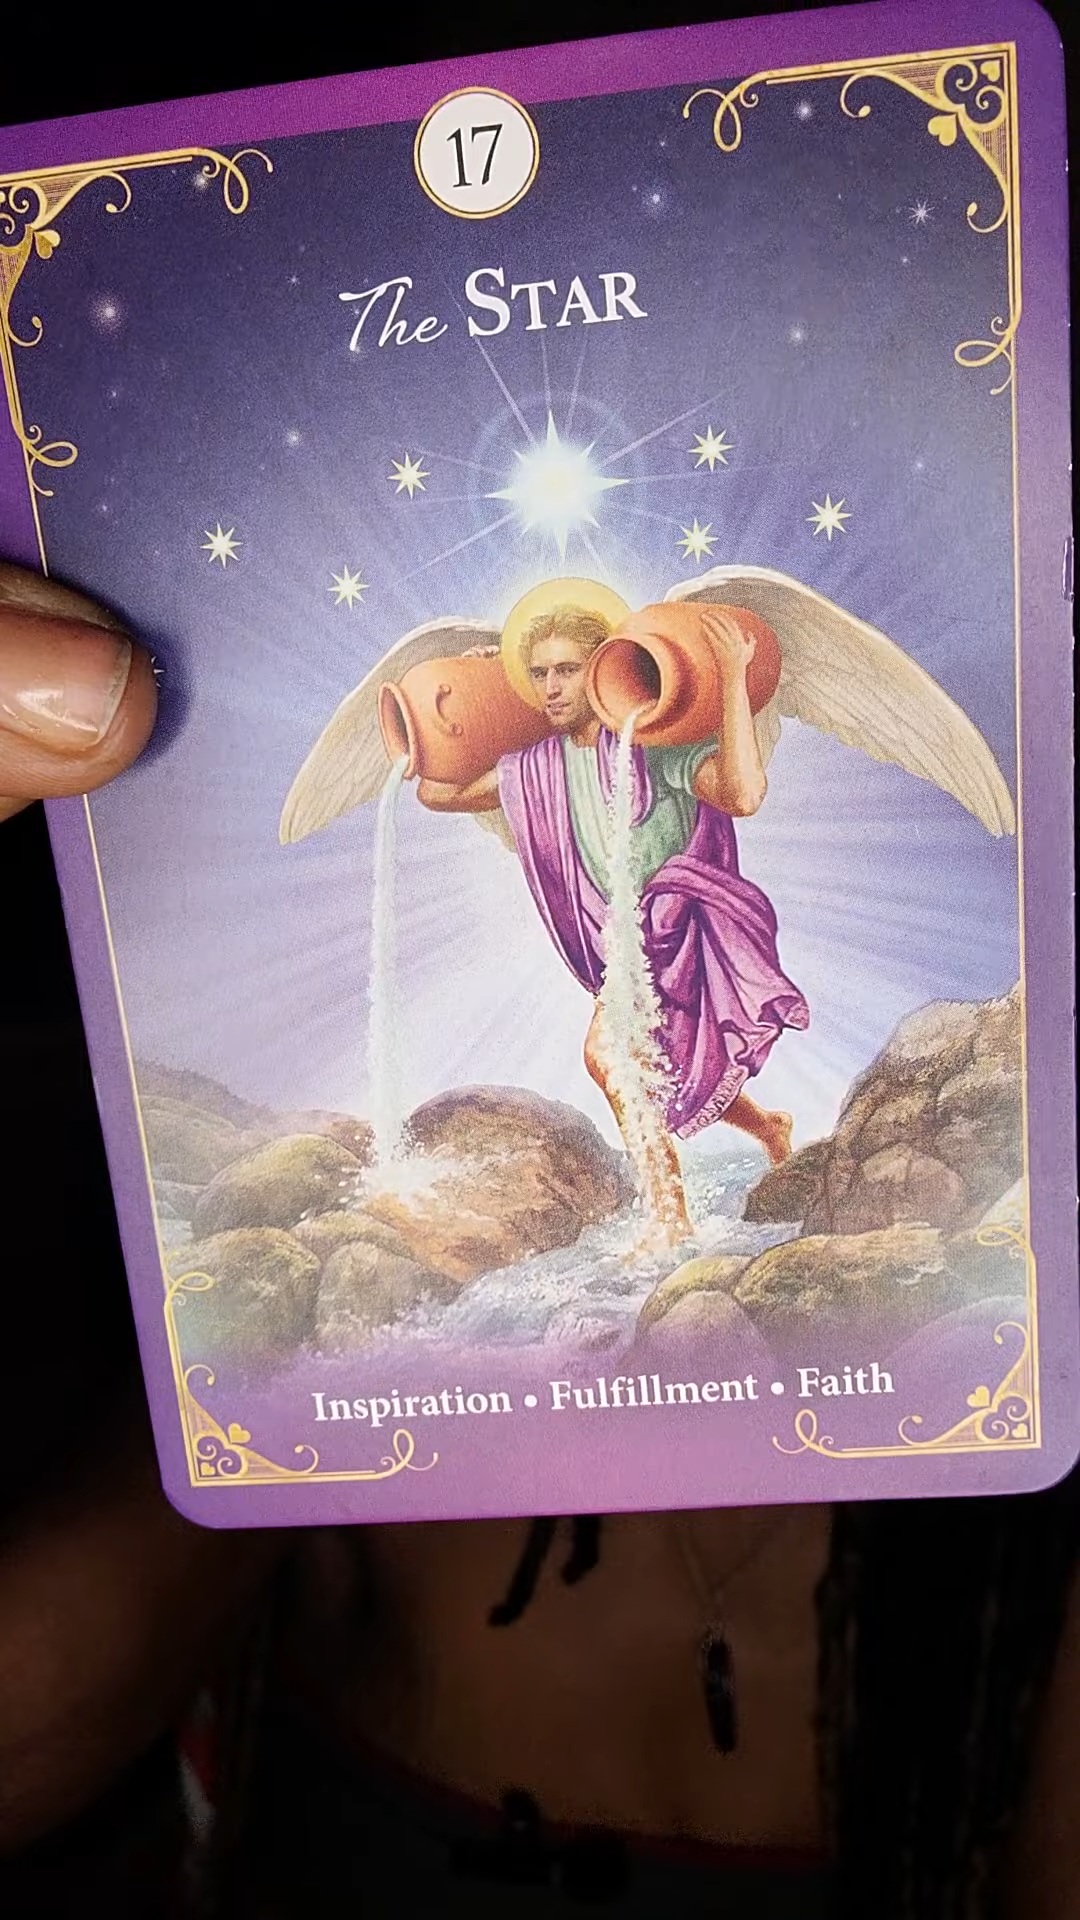 17
The STAR
Inspiration • Fulfillment • Faith